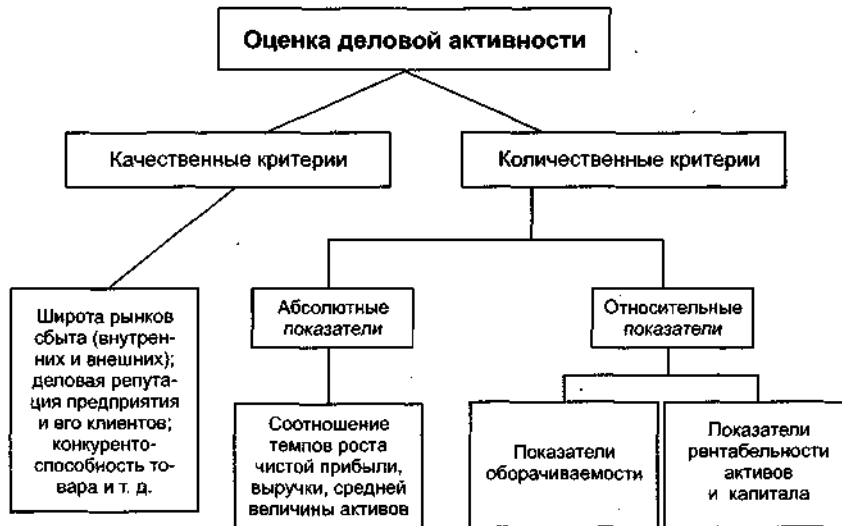 Оценка деловой активности
Качественные критерии
Количественные критерии
Широта рынков
сбыта (внутрен-
них и внешних);
деловая репута-
ция предприятия
и его клиентов;
конкуренто-
способность то-
вара и т. д.
Абсолютные
показатели
Относительные
показатели
Соотношение
темпов роста
чистой прибыли,
выручки, средней
величины активов
Показатели
оборачиваемости
Показатели
рентабельности
активов
и капитала